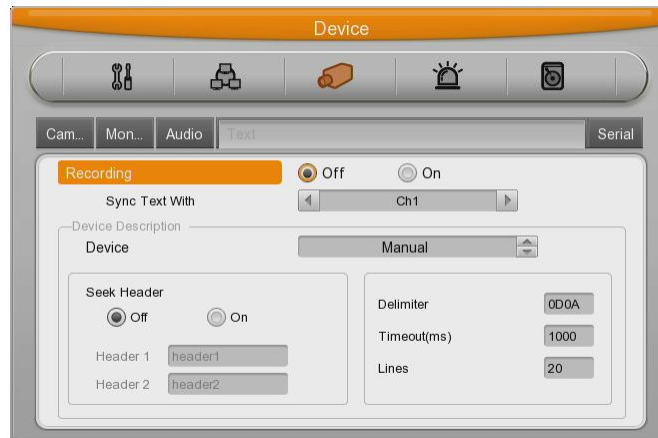 Device
Cam... Mon... Audio Text Serial
Recording Off On
Sync Text With Ch1
Device Description
Device Manual
Seek Header
Off On
Header 1 header1
Header 2 header2
Delimiter 0D0A
Timeout(ms) 1000
Lines 20